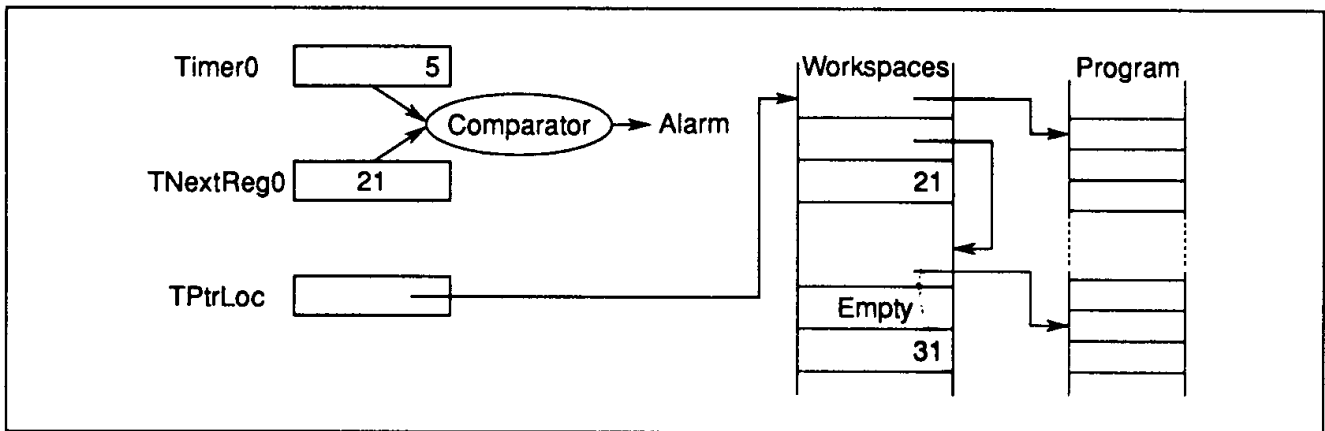 Timer0
5
Workspaces
Program
Comparator
Alarm
TNextReg0
21
21
TPtrLoc
Empty
31